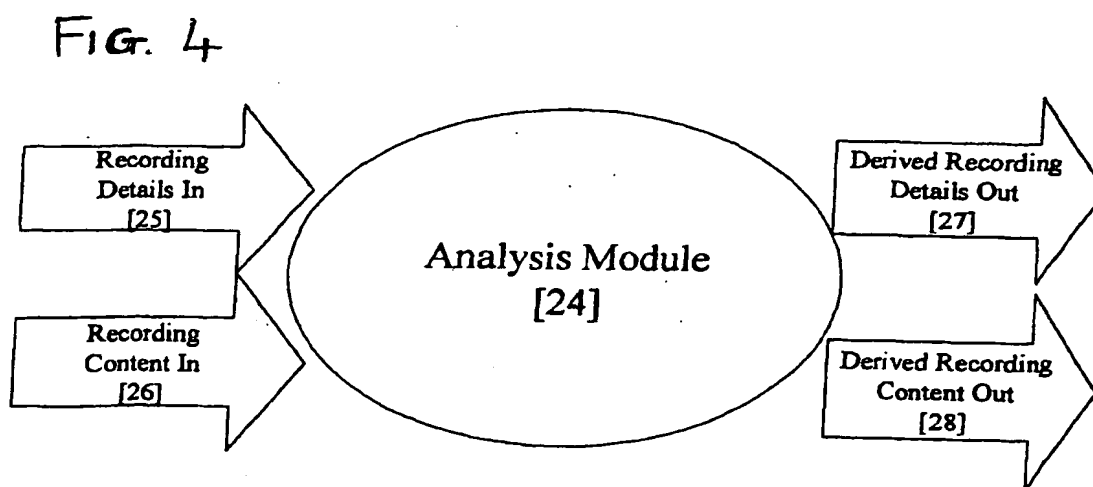 FIG. 4
Recording
Details In
[25]
Recording
Content In
[26]
Analysis Module
[24]
Derived Recording
Details Out
[27]
Derived Recording
Content Out
[28]